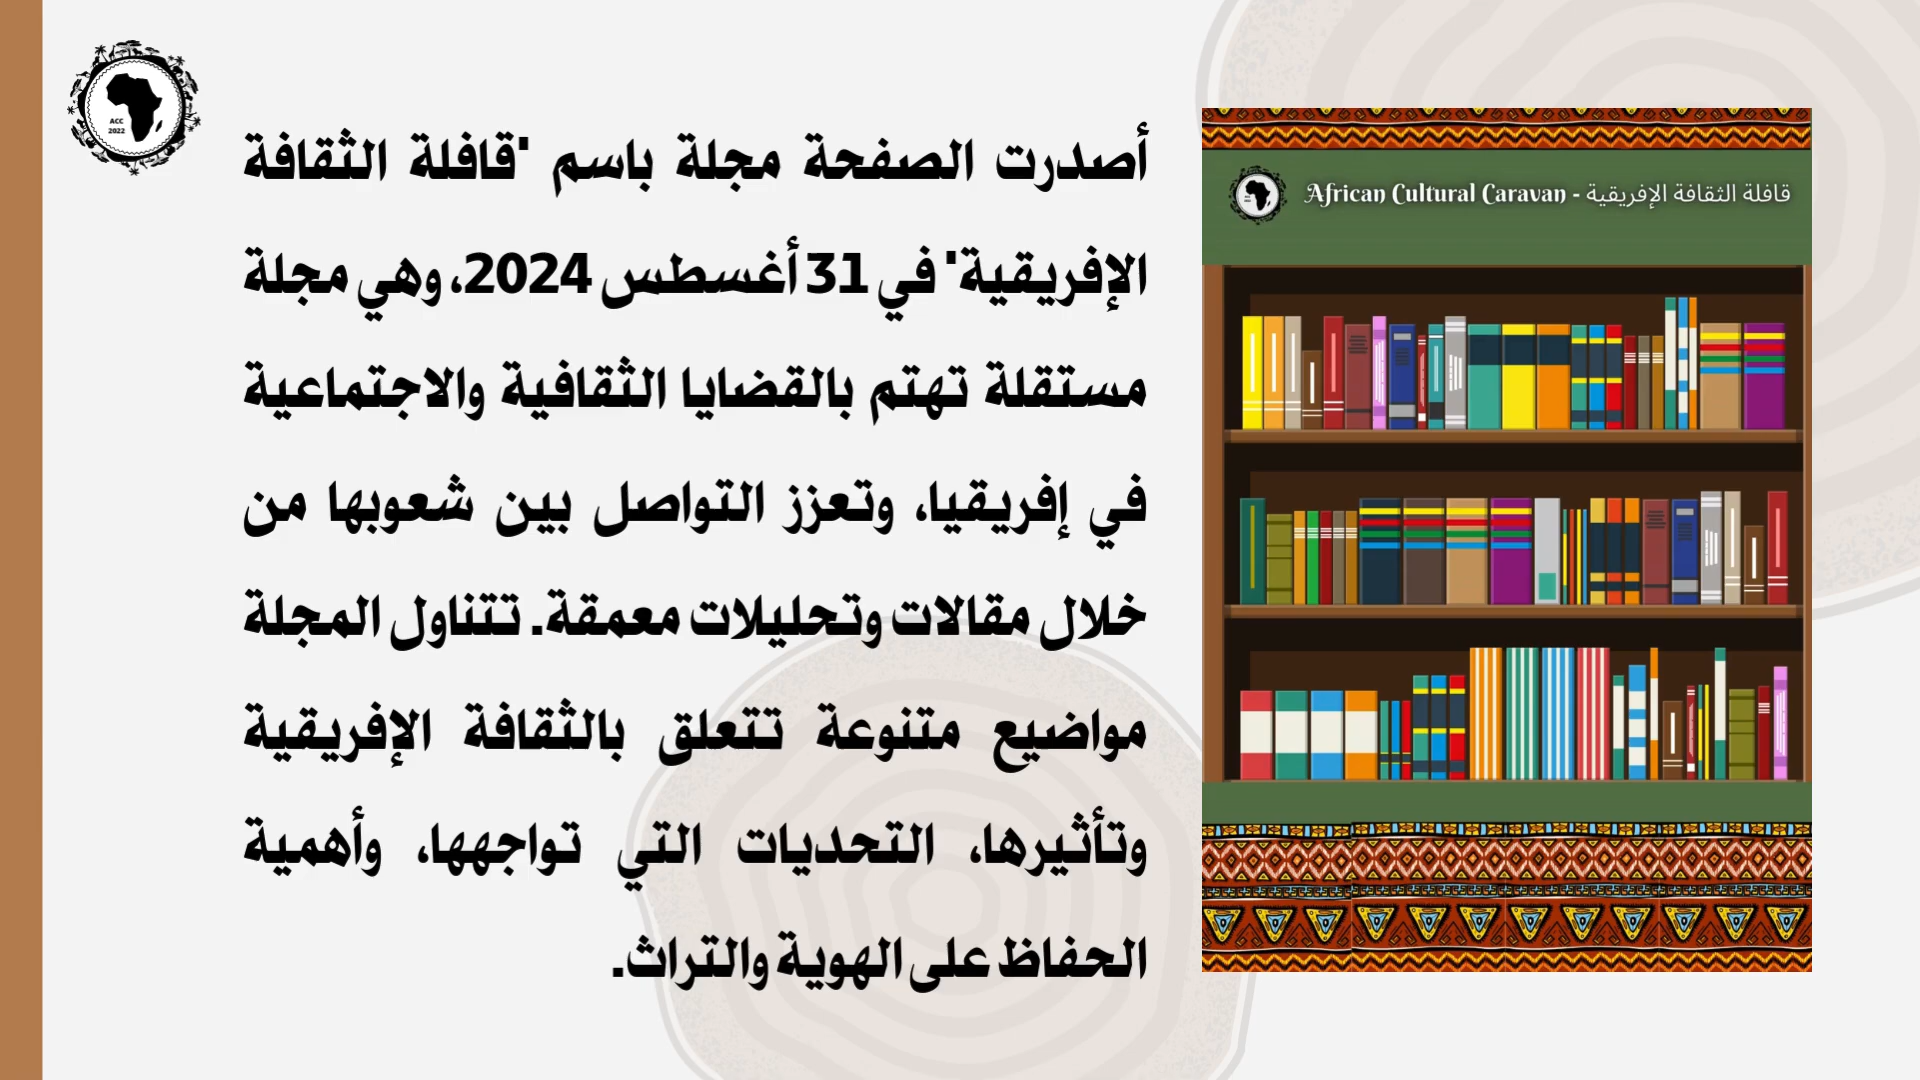 أصدرت الصفحة مجلة باسم "قافلة الثقافة
الإفريقية" في 31 أغسطس 2024، وهي مجلة
مستقلة تهتم بالقضايا الثقافية والاجتماعية
في إفريقيا، وتعزز التواصل بين شعوبها من
خلال مقالات وتحليلات معمقة. تتناول المجلة
مواضيع متنوعة تتعلق بالثقافة الإفريقية
وتأثيرها، التحديات التي تواجهها، وأهمية
الحفاظ على الهوية والتراث.
African Cultural Caravan - قافلة الثقافة الإفريقية
ACC
2022